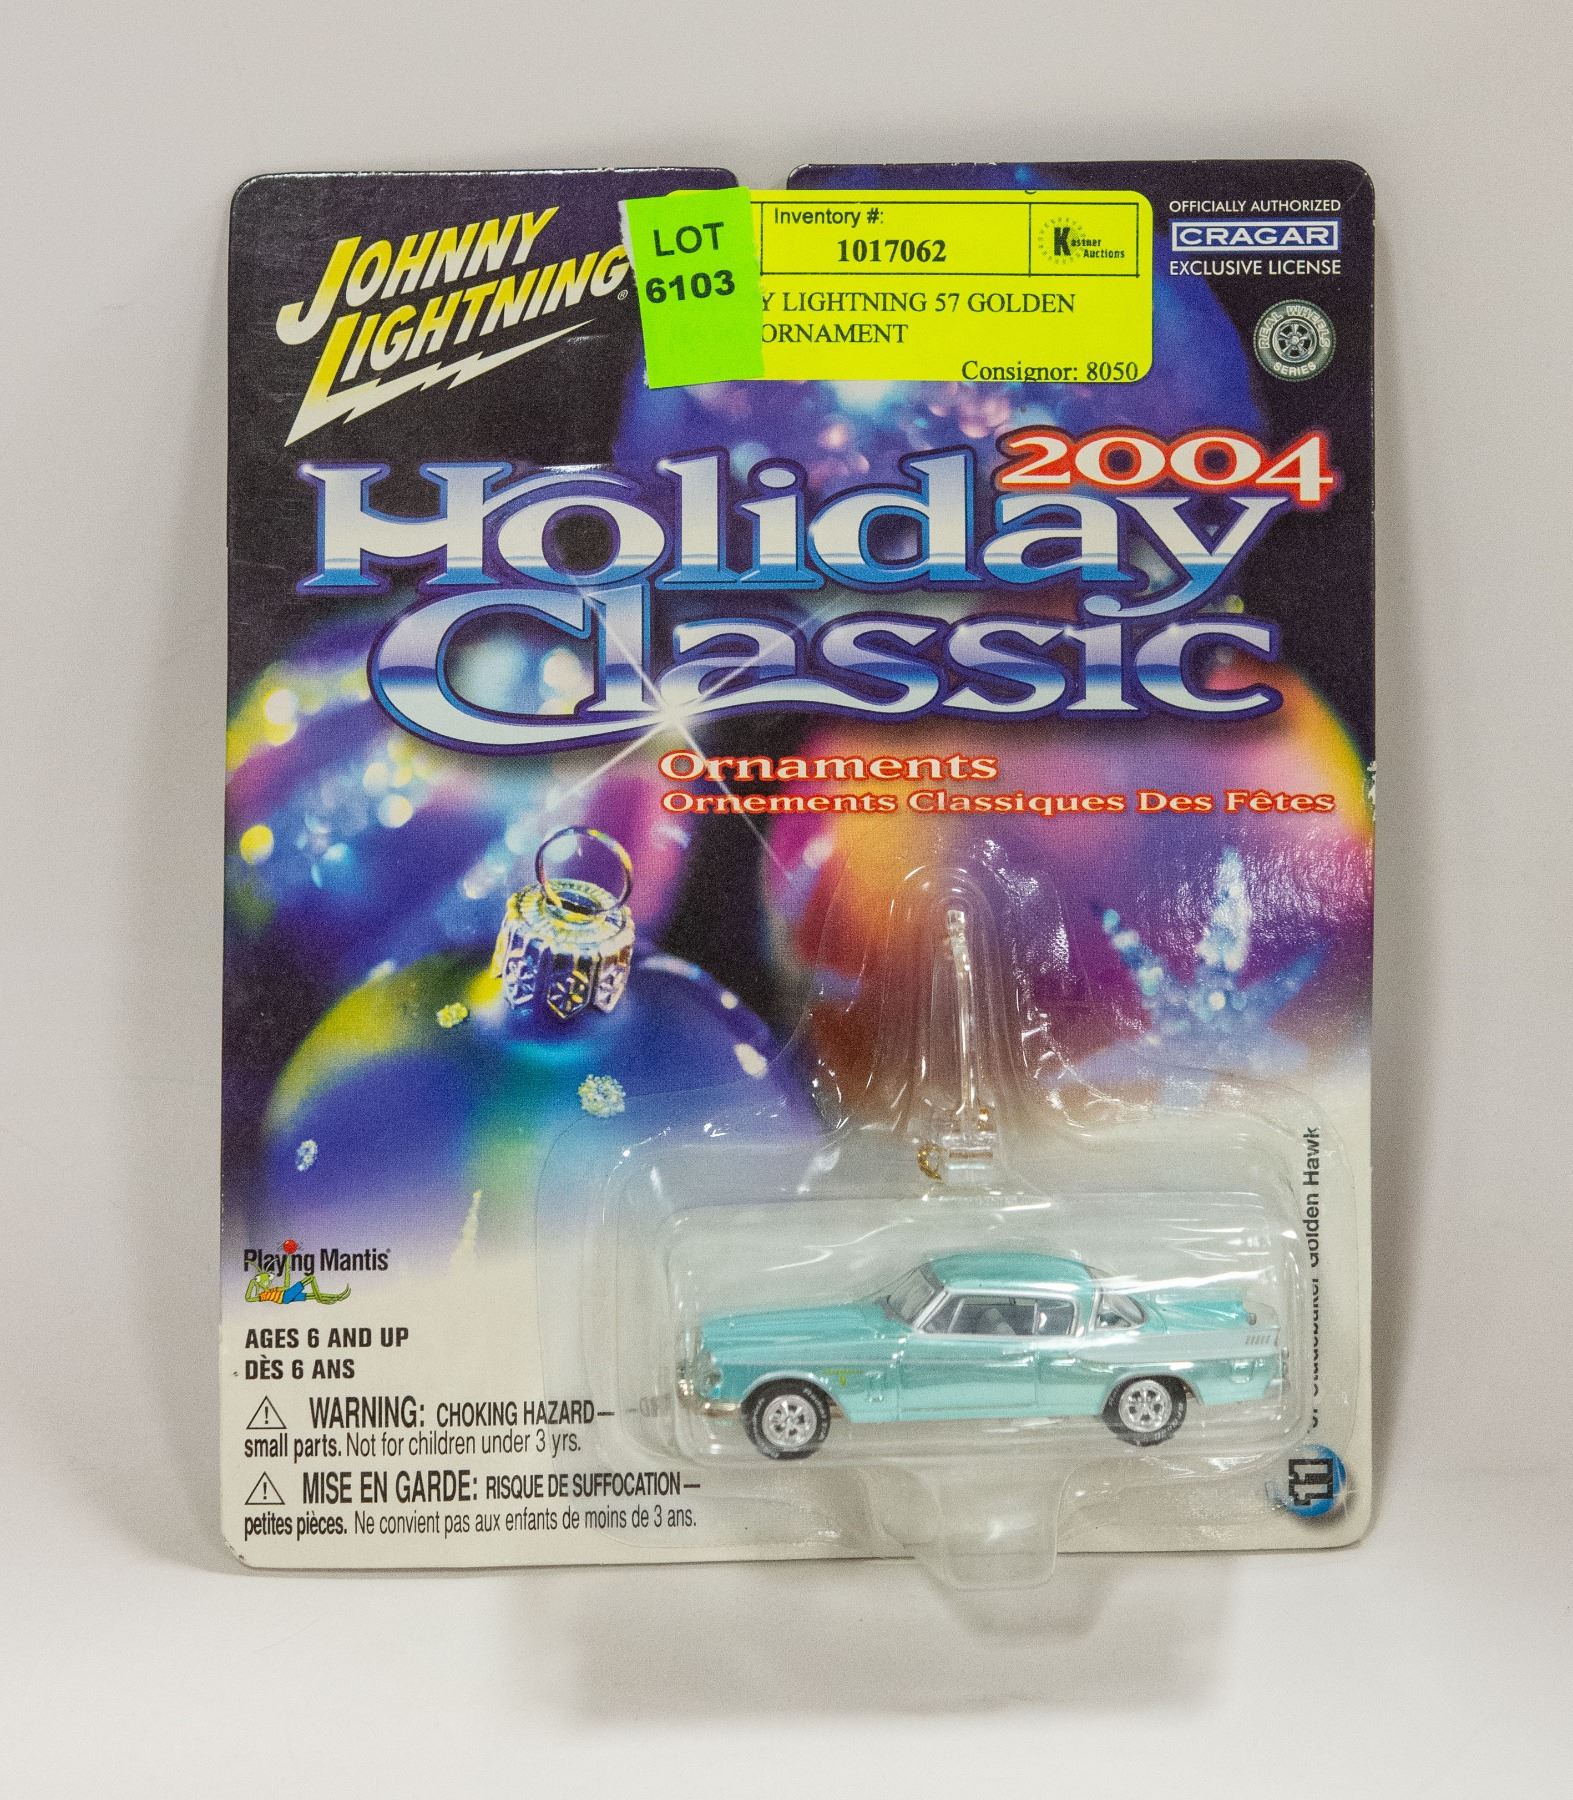 JOHNNY
LIGHTNING®
LOT
6103
Inventory #:
1017062
Kastner
Auctions
Y LIGHTNING 57 GOLDEN
ORNAMENT
Consignor: 8050
OFFICIALLY AUTHORIZED
CRAGAR
EXCLUSIVE LICENSE
REAL WHEELS
SERIES
2004
Holiday
Classic
Ornaments
Ornements Classiques Des Fêtes
Playing Mantis®
AGES 6 AND UP
DÈS 6 ANS
WARNING: CHOKING HAZARD—
small parts. Not for children under 3 yrs.
MISE EN GARDE: RISQUE DE SUFFOCATION—
petites pièces. Ne convient pas aux enfants de moins de 3 ans.
Studebaker Golden Hawk
11